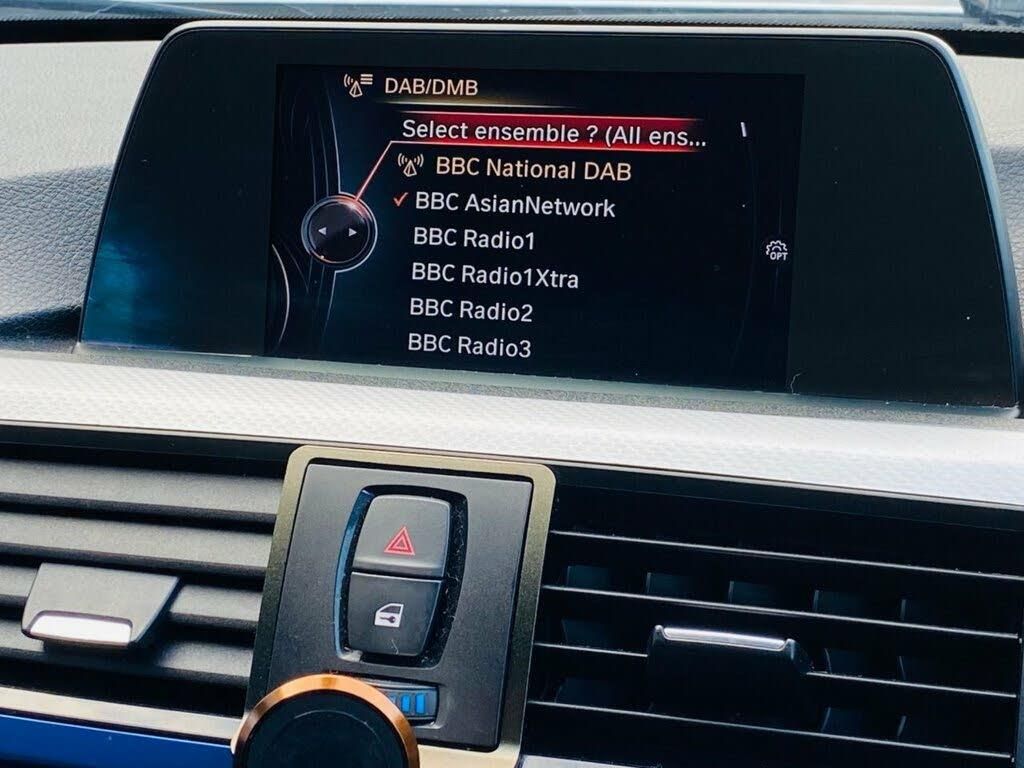 DAB/DMB
Select ensemble ? (All ens...
BBC National DAB
BBC AsianNetwork
BBC Radio1
BBC Radio1Xtra
BBC Radio2
BBC Radio3
OPT